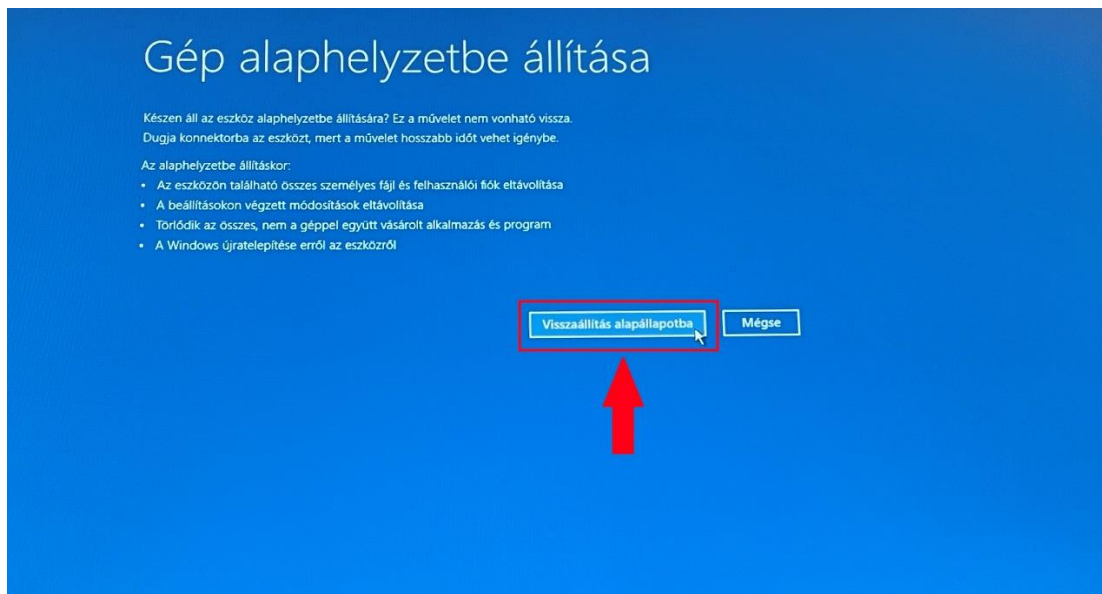 Gép alaphelyzetbe állítása
Készen áll az eszköz alaphelyzetbe állítására? Ez a művelet nem vonható vissza.
Dugja konnektorba az eszközt, mert a művelet hosszabb időt vehet igénybe.
Az alaphelyzetbe állításkor:
• Az eszközön található összes személyes fájl és felhasználói fiók eltávolítása
• A beállításokon végzett módosítások eltávolítása
• Törlődik az összes, nem a géppel együtt vásárolt alkalmazás és program
• A Windows újratelepítése erről az eszközről
Visszaállítás alapállapotba Mégse